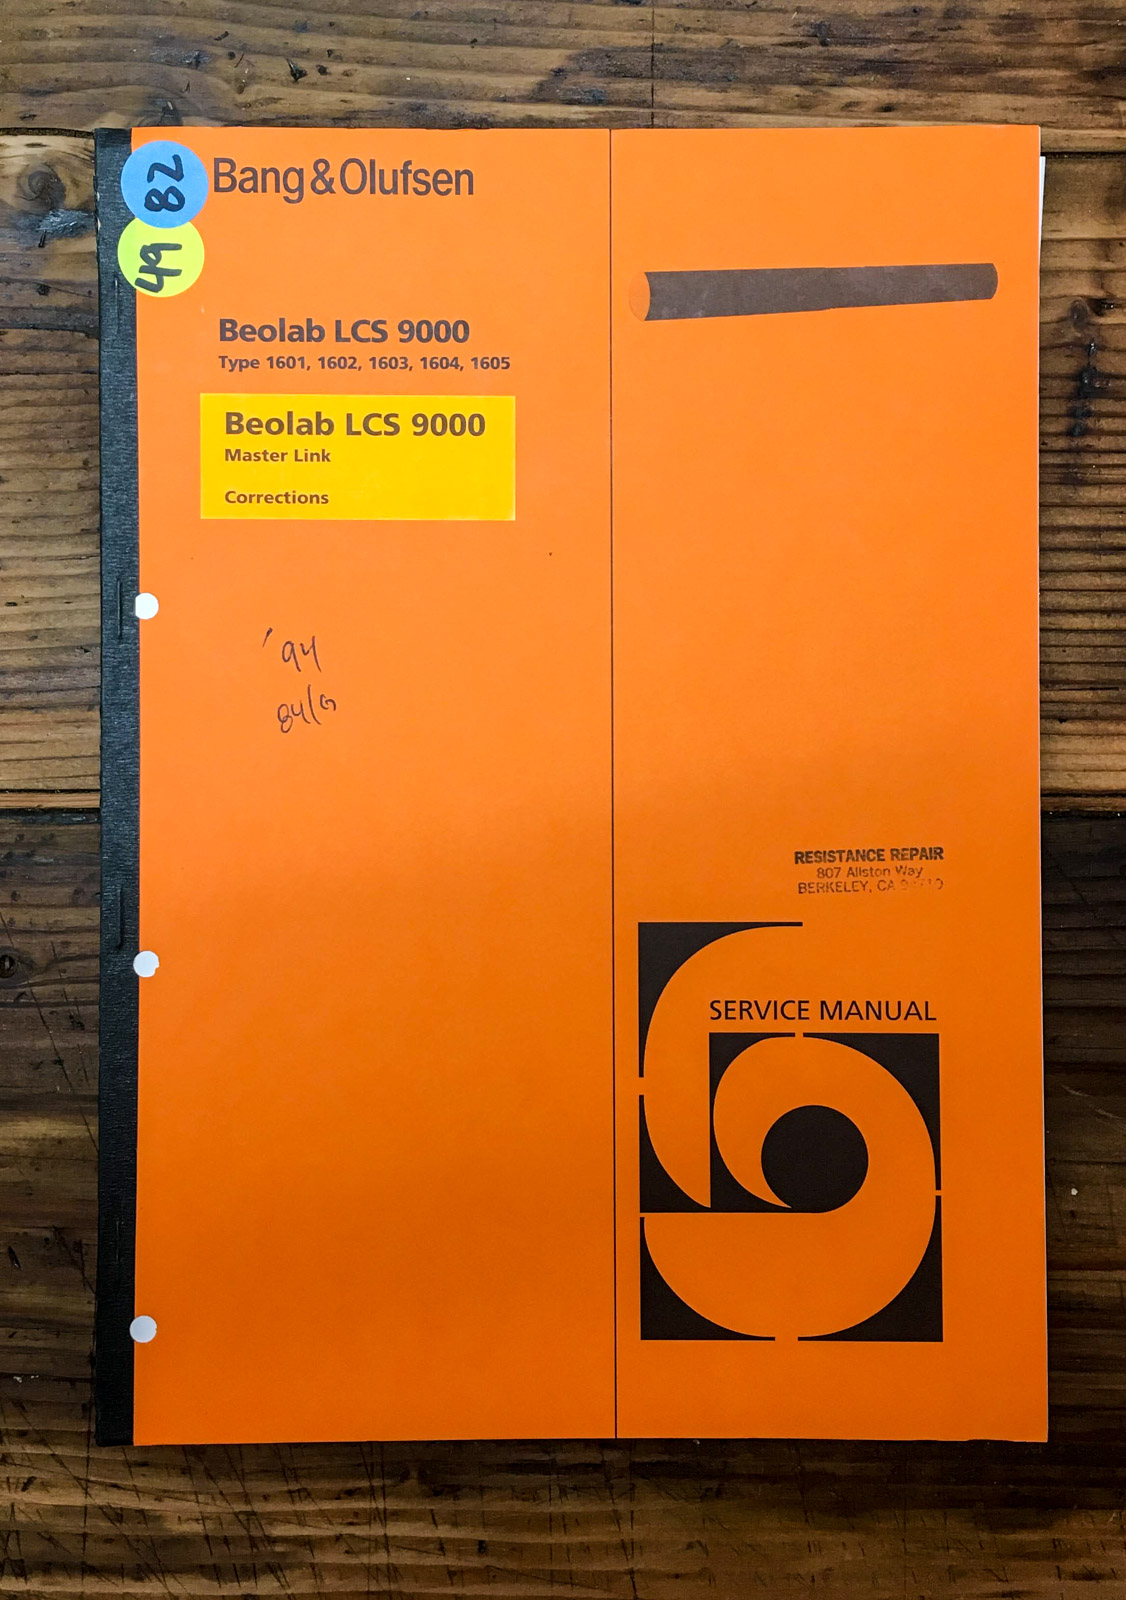 82
49
Bang & Olufsen
Beolab LCS 9000
Type 1601, 1602, 1603, 1604, 1605
Beolab LCS 9000
Master Link
Corrections
'94
RESISTANCE REPAIR
807 Allston Way
BERKELEY, CA
SERVICE MANUAL